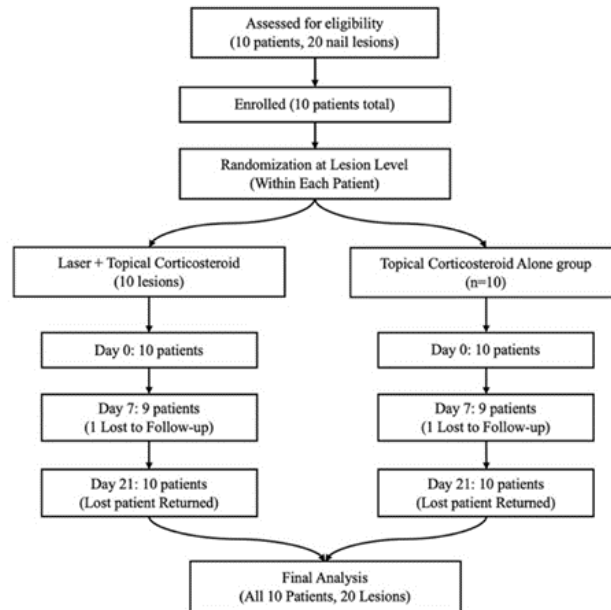 Assessed for eligibility
(10 patients, 20 nail lesions)
Enrolled (10 patients total)
Randomization at Lesion Level
(Within Each Patient)
Laser + Topical Corticosteroid
(10 lesions)
Topical Corticosteroid Alone group
(n=10)
Day 0: 10 patients
Day 0: 10 patients
Day 7: 9 patients
(1 Lost to Follow-up)
Day 7: 9 patients
(1 Lost to Follow-up)
Day 21: 10 patients
(Lost patient Returned)
Day 21: 10 patients
(Lost patient Returned)
Final Analysis
(All 10 Patients, 20 Lesions)